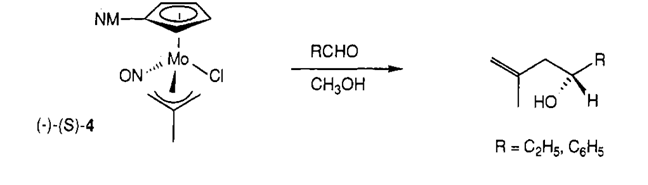 NM
Mo
ON
Cl
(-)-(S)-4
RCHO
CH₃OH
R
HO
H
R = C₂H₅, C₆H₅